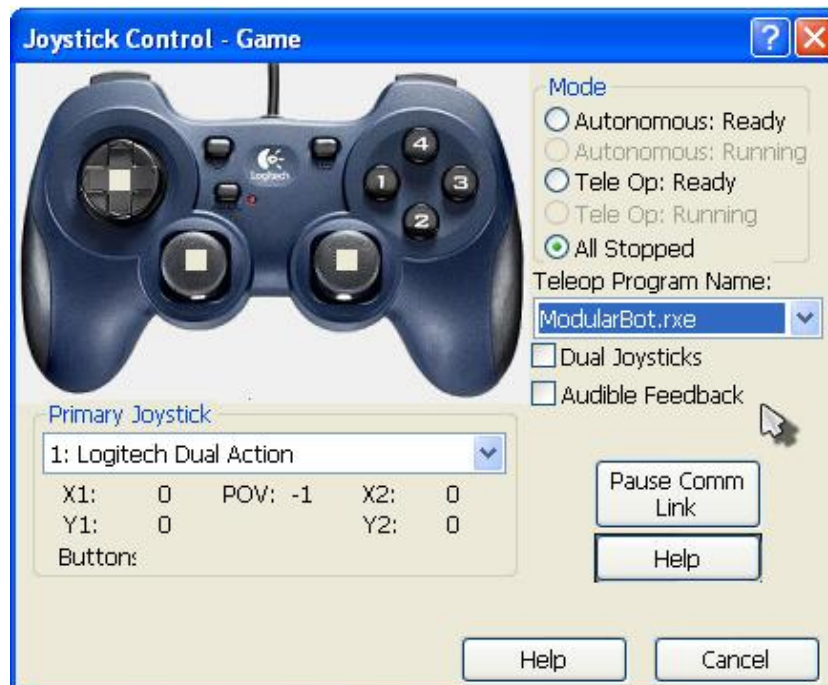 Joystick Control - Game
Mode
Autonomous: Ready
Autonomous: Running
Tele Op: Ready
Tele Op: Running
All Stopped
Teleop Program Name:
ModularBot.rxe
Dual Joysticks
Audible Feedback
Logitech
4
1
3
2
Primary Joystick
1: Logitech Dual Action
X1: 0 POV: -1 X2: 0
Y1: 0 Y2: 0
Buttons
Pause Comm
Link
Help
Help Cancel